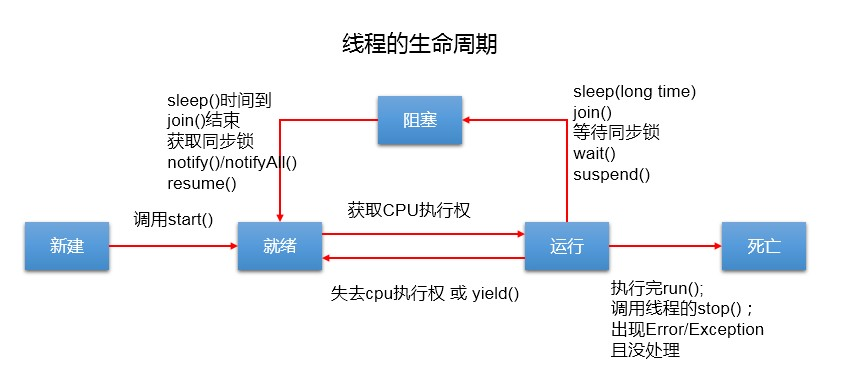 线程的生命周期
sleep()时间到
join()结束
获取同步锁
notify()/notifyAll()
resume()
阻塞
sleep(long time)
join()
等待同步锁
wait()
suspend()
新建
调用start()
就绪
获取CPU执行权
失去cpu执行权 或 yield()
运行
死亡
执行完run();
调用线程的stop()；
出现Error/Exception
且没处理